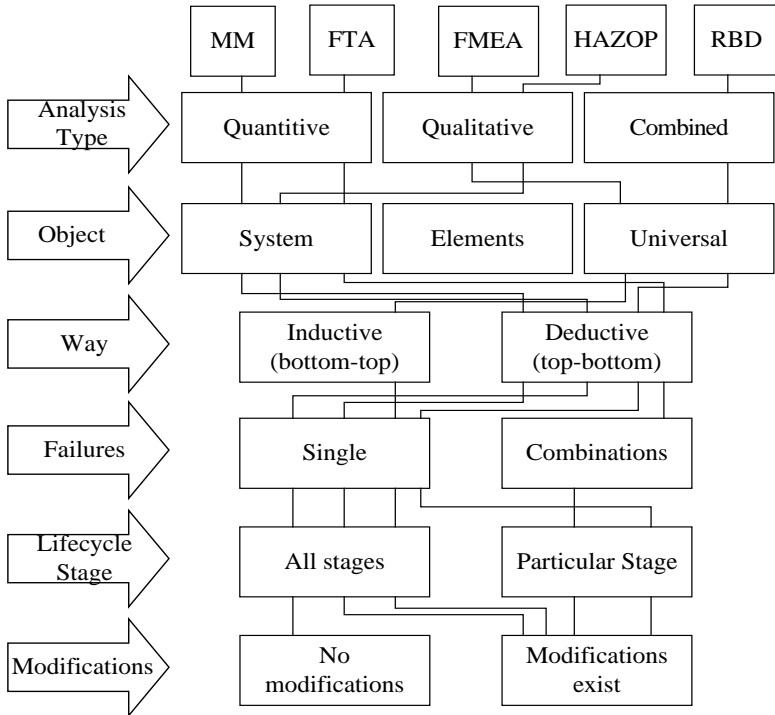 MM
FTA
FMEA
HAZOP
RBD
Analysis
Type
Quantitive
Qualitative
Combined
Object
System
Elements
Universal
Way
Inductive
(bottom-top)
Deductive
(top-bottom)
Failures
Single
Combinations
Lifecycle
Stage
All stages
Particular Stage
Modifications
No
modifications
Modifications
exist